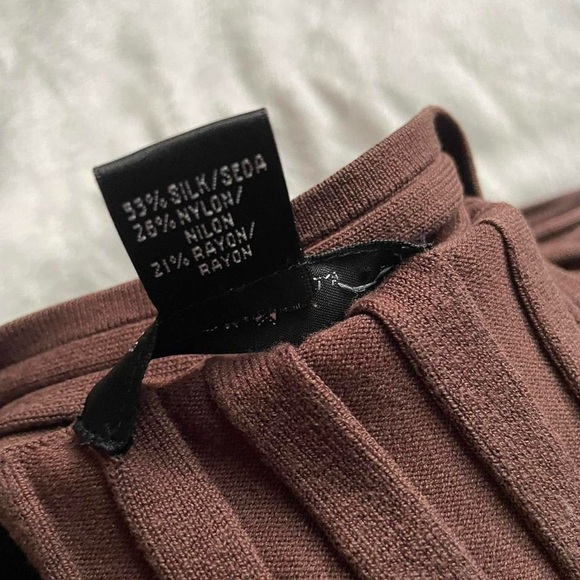 53% SILK/SEDA
26% NYLON/
NILON
21% RAYON/
RAYON